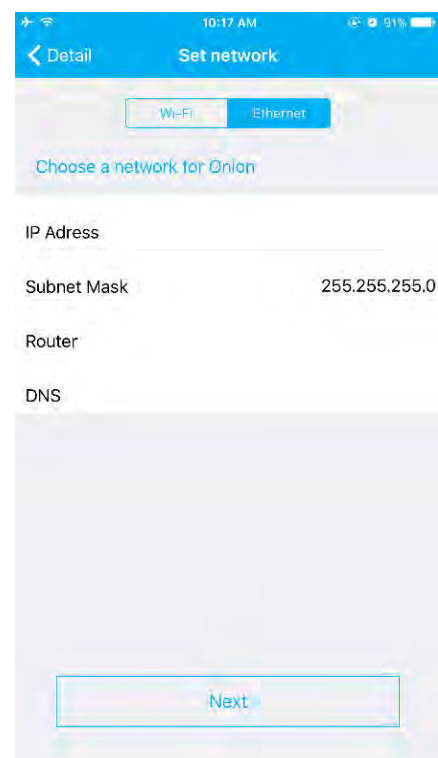 10:17 AM 91%
Detail Set network
Wi-Fi Ethernet
Choose a network for Onion
IP Adress
Subnet Mask 255.255.255.0
Router
DNS
Next